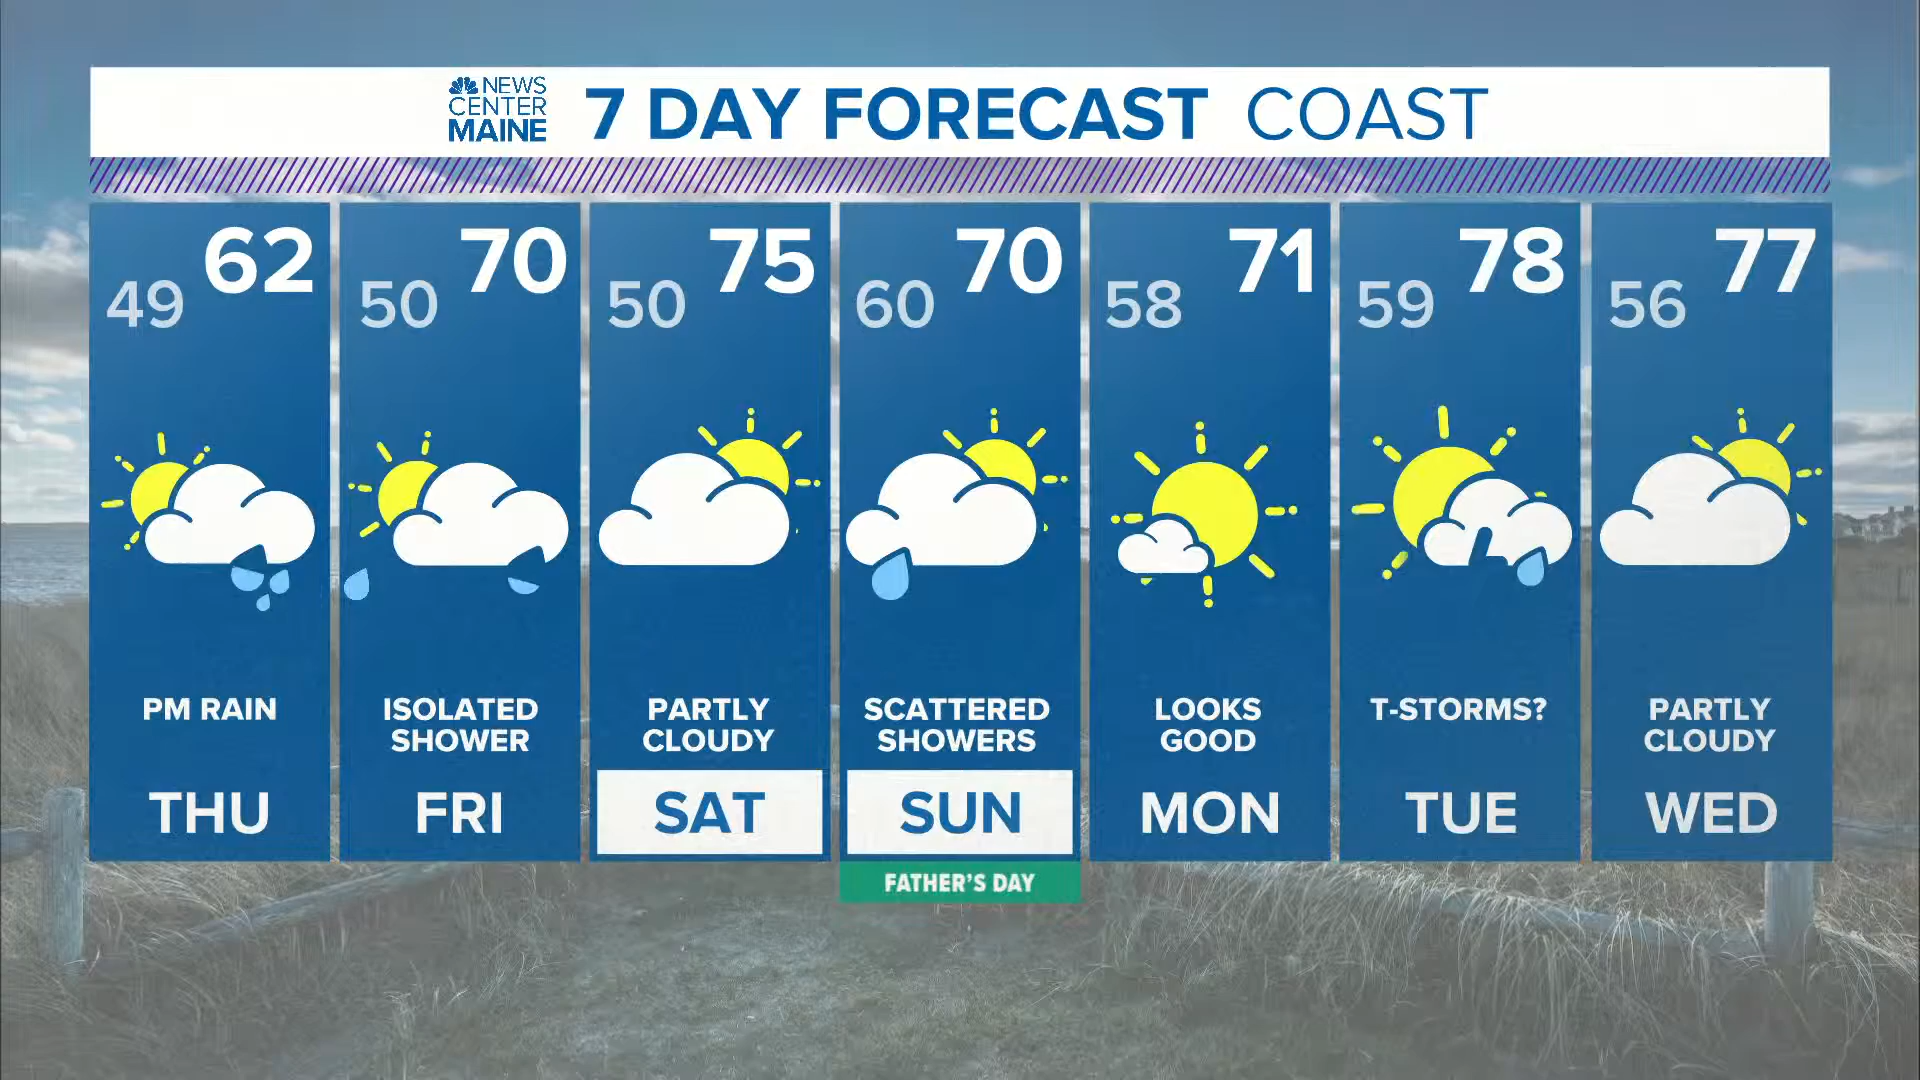 NEWS
CENTER
MAINE
7 DAY FORECAST COAST
49 62
PM RAIN
THU
50 70
ISOLATED
SHOWER
FRI
50 75
PARTLY
CLOUDY
SAT
60 70
SCATTERED
SHOWERS
SUN
FATHER'S DAY
58 71
LOOKS
GOOD
MON
59 78
T-STORMS?
TUE
56 77
PARTLY
CLOUDY
WED